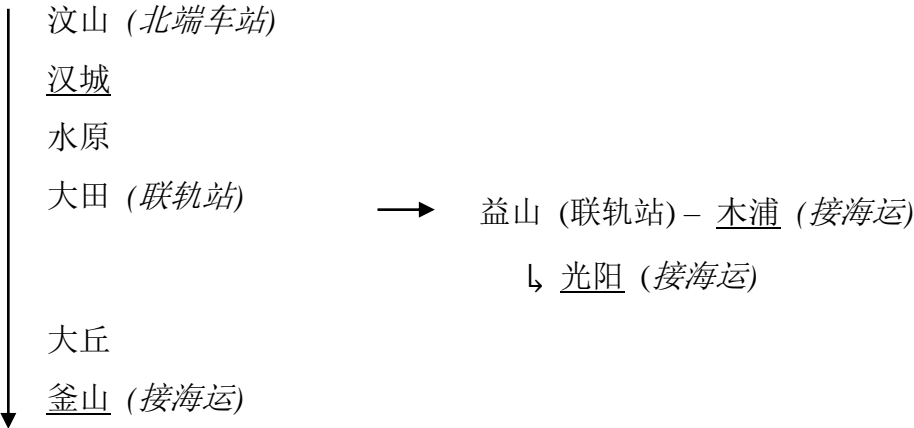 汶山 (北端车站)
汉城
水原
大田 (联轨站)
益山 (联轨站) – 木浦 (接海运)
↳ 光阳 (接海运)
大丘
釜山 (接海运)